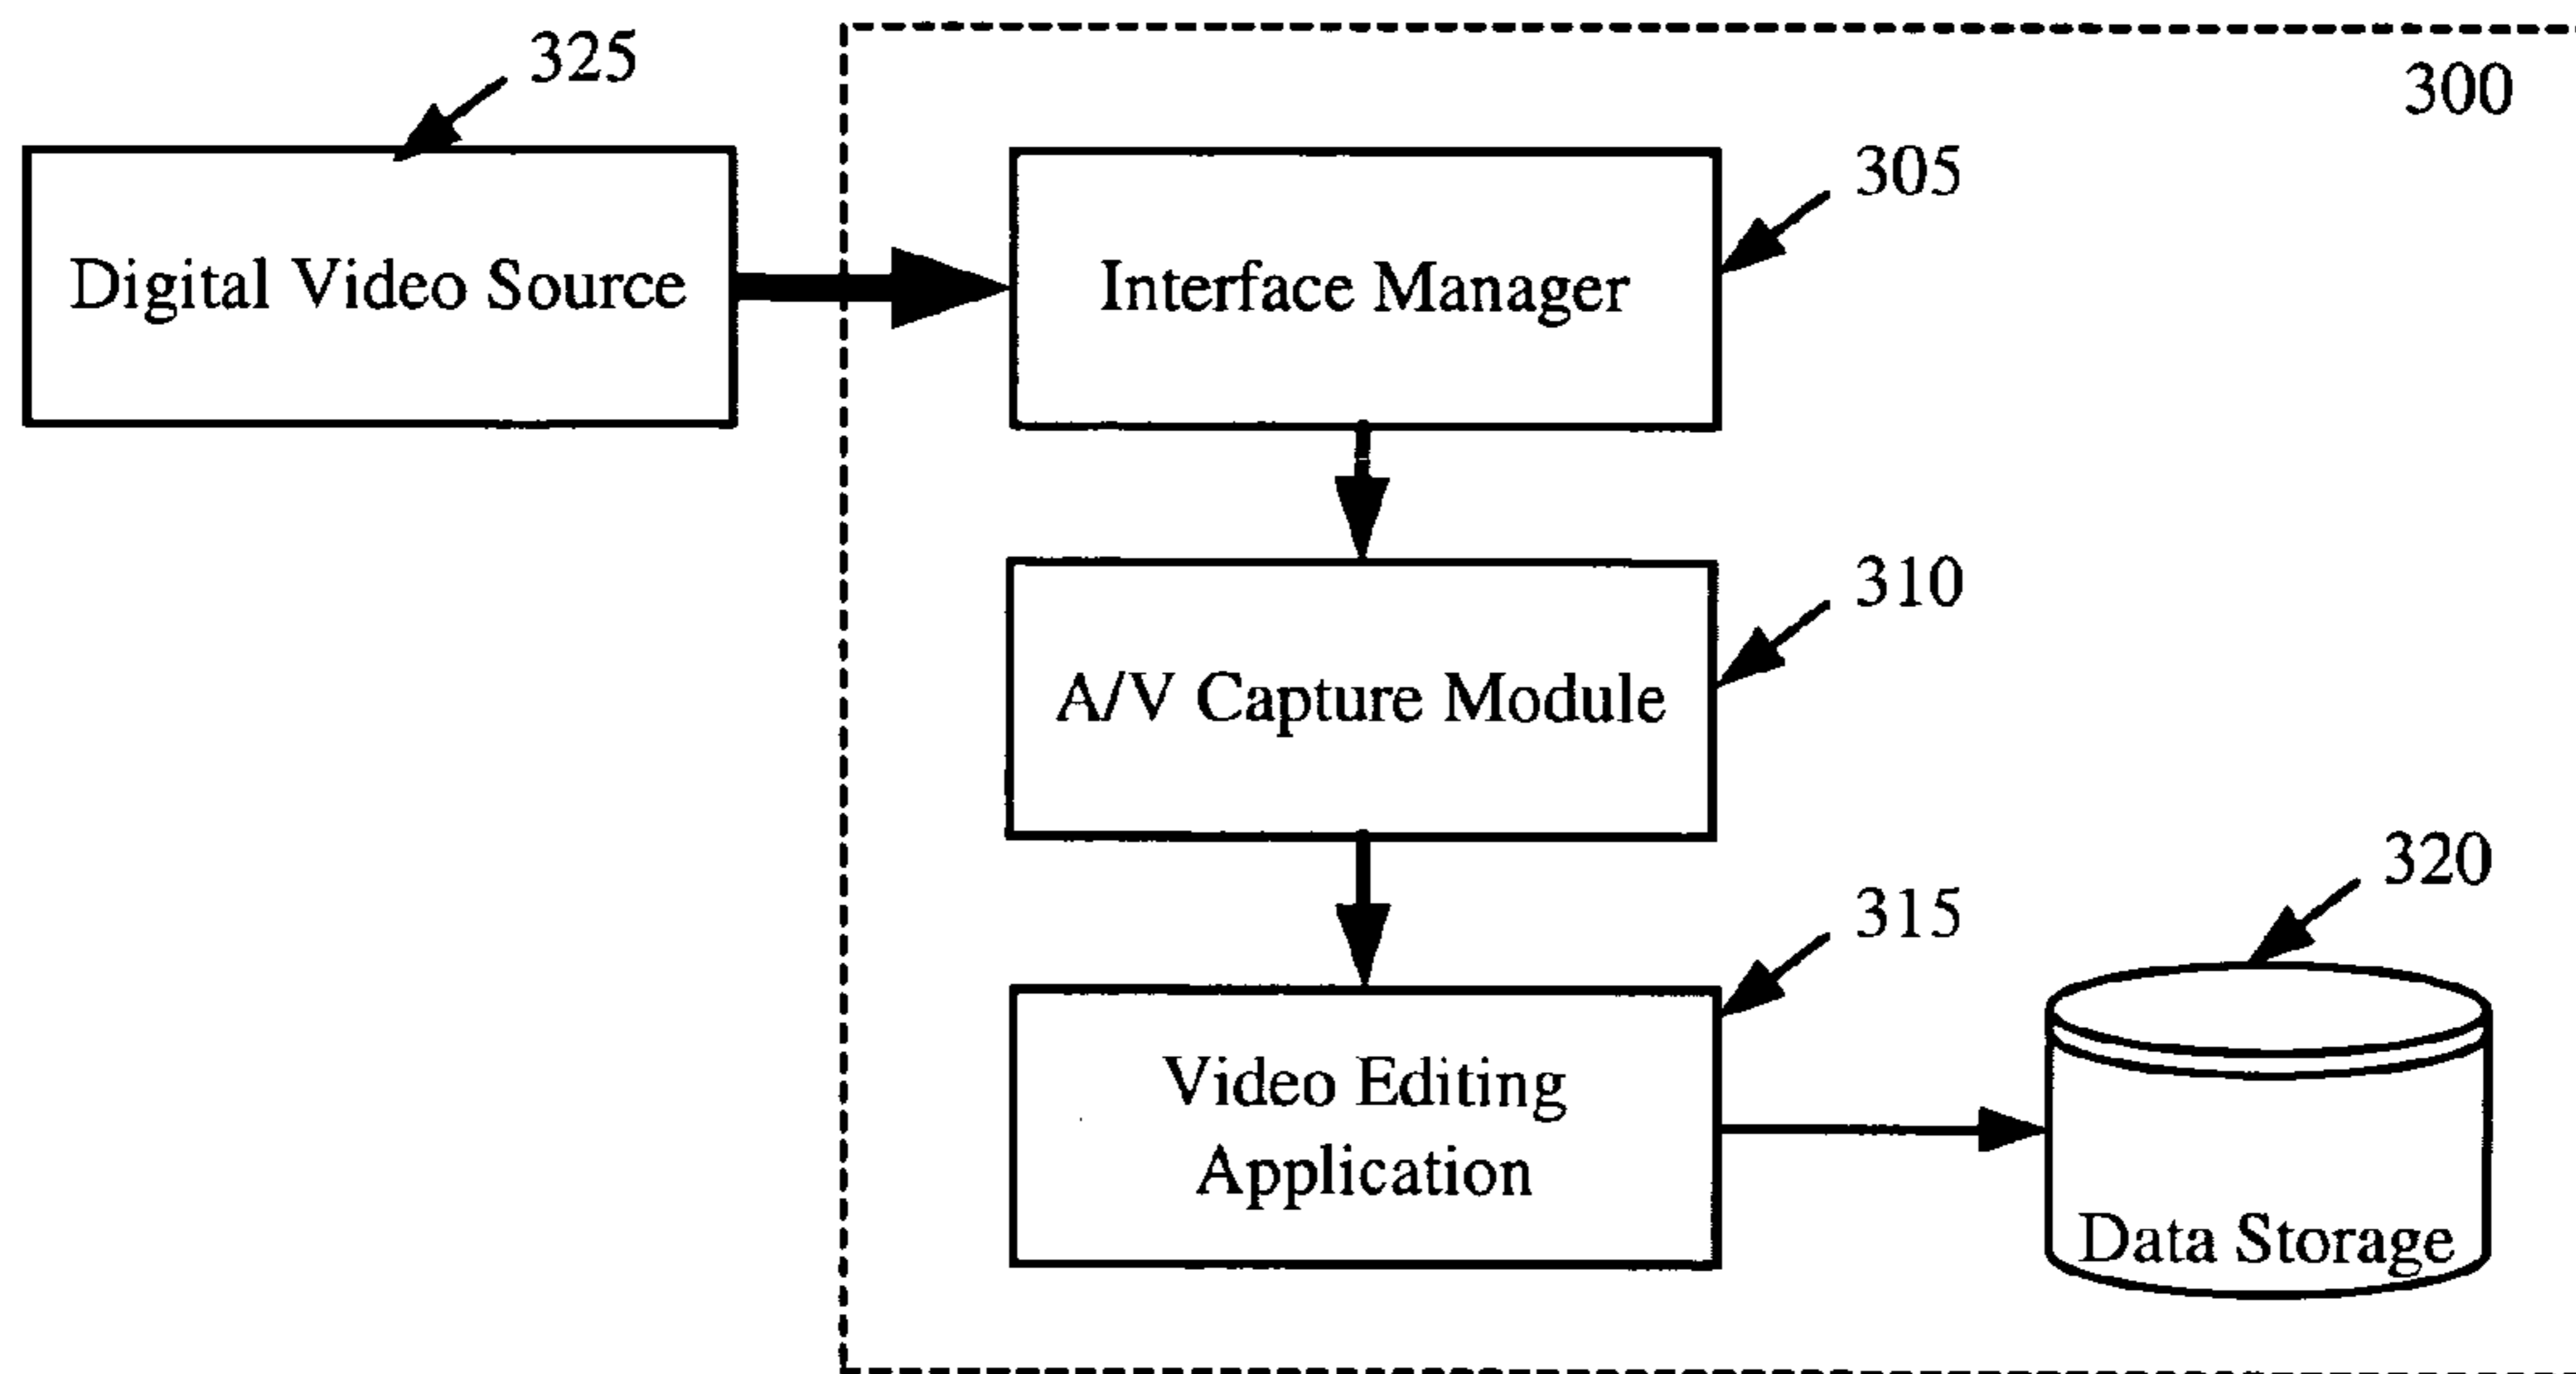 325
300
Digital Video Source
Interface Manager
305
A/V Capture Module
310
Video Editing
Application
315
Data Storage
320